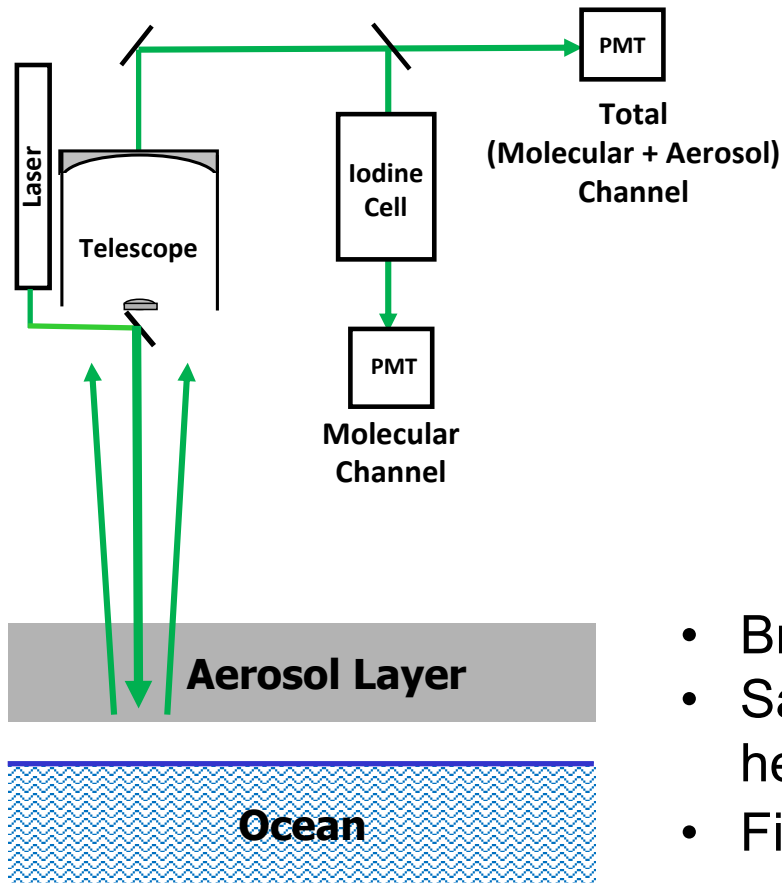 PMT
Total
(Molecular + Aerosol)
Channel
Laser
Telescope
Iodine
Cell
PMT
Molecular
Channel
Aerosol Layer
Ocean
•
•
•